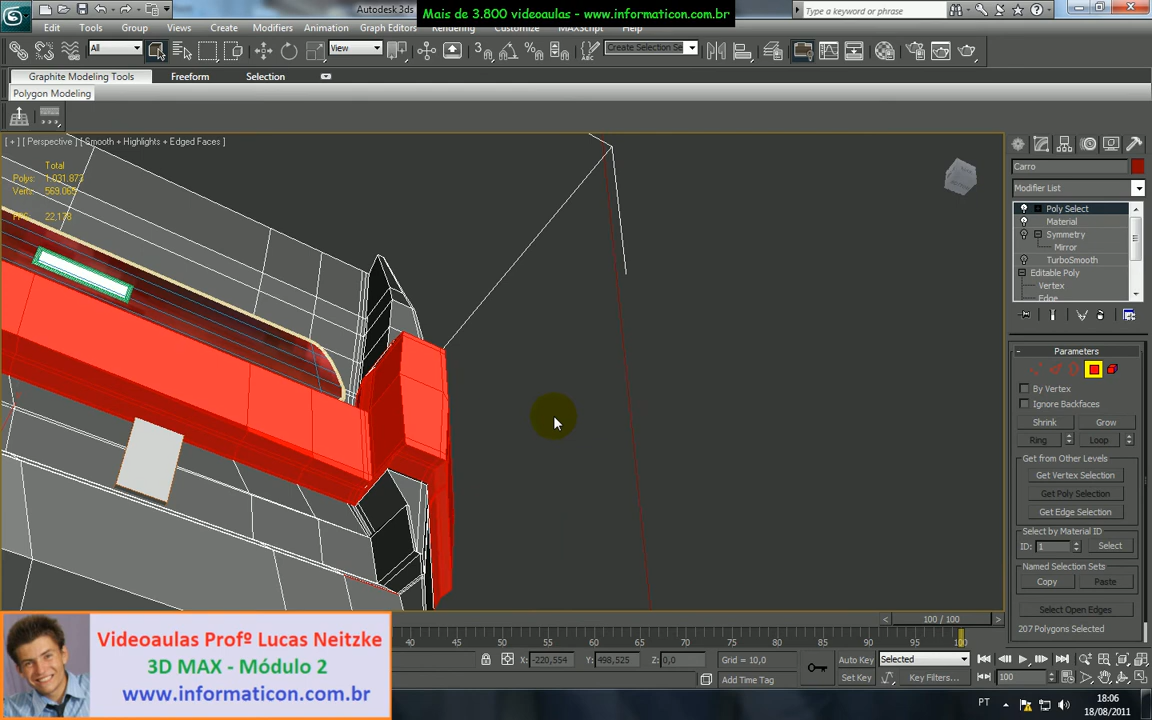 Autodesk 3ds
Mais de 3.800 videoaulas - www.informaticon.com.br
Type a keyword or phrase
Edit Tools Group Views Create Modifiers Animation Graph Editors Rendering Customize MAXScript Help
All
View
Create Selection Se
Graphite Modeling Tools Freeform Selection
Polygon Modeling
[ + ] [ Perspective ] [ Smooth + Highlights + Edged Faces ]
Total
Polys: 1.031.873
Verts: 569.065
22,178
Carro
Modifier List
Poly Select
Material
Symmetry
Mirror
TurboSmooth
Editable Poly
Vertex
Edge
Parameters
By Vertex
Ignore Backfaces
Shrink Grow
Ring Loop
Get from Other Levels
Get Vertex Selection
Get Poly Selection
Get Edge Selection
Select by Material ID
ID: 1 Select
Named Selection Sets
Copy Paste
Select Open Edges
207 Polygons Selected
100 / 100
45 50 55 60 65 70 75 80 85 90 95 100
X: -220,554 Y: 498,525 Z: 0,0 Grid = 10,0
Auto Key Selected
Add Time Tag Set Key Key Filters... 100
Videoaulas Profº Lucas Neitzke
3D MAX - Módulo 2
www.informaticon.com.br
PT
18:06
18/08/2011